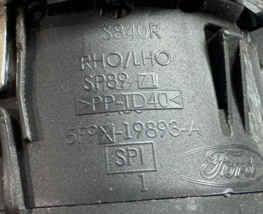 S840R
RHO/LHO
SP89-71
>PP-TD40<
5F9X-19893-A
SPI
1
Ford